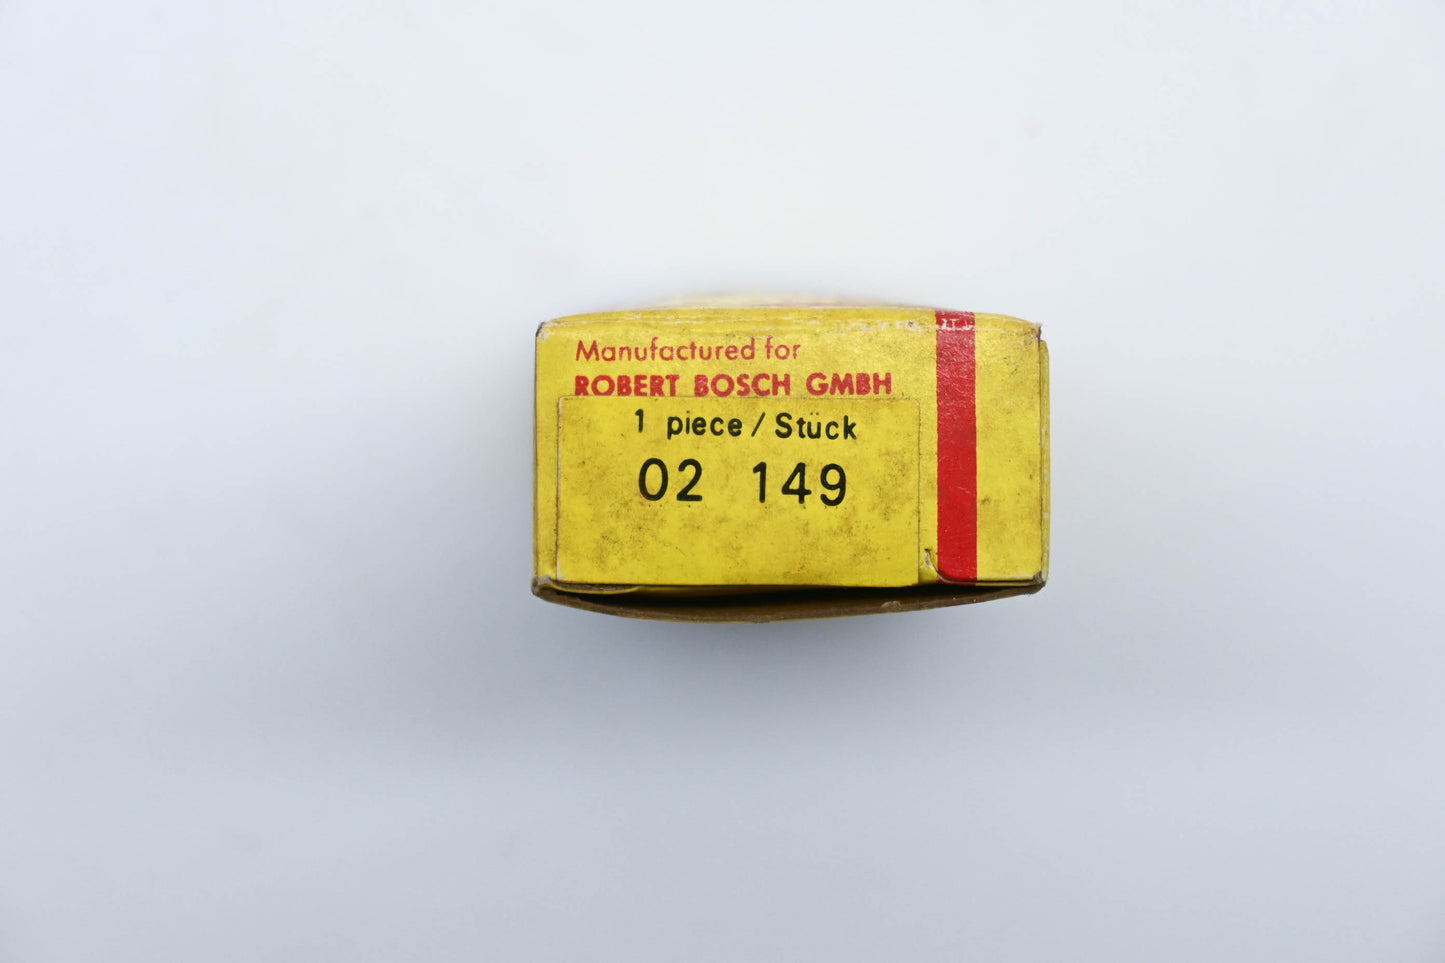 Manufactured for
ROBERT BOSCH GMBH
1 piece / Stück
02 149